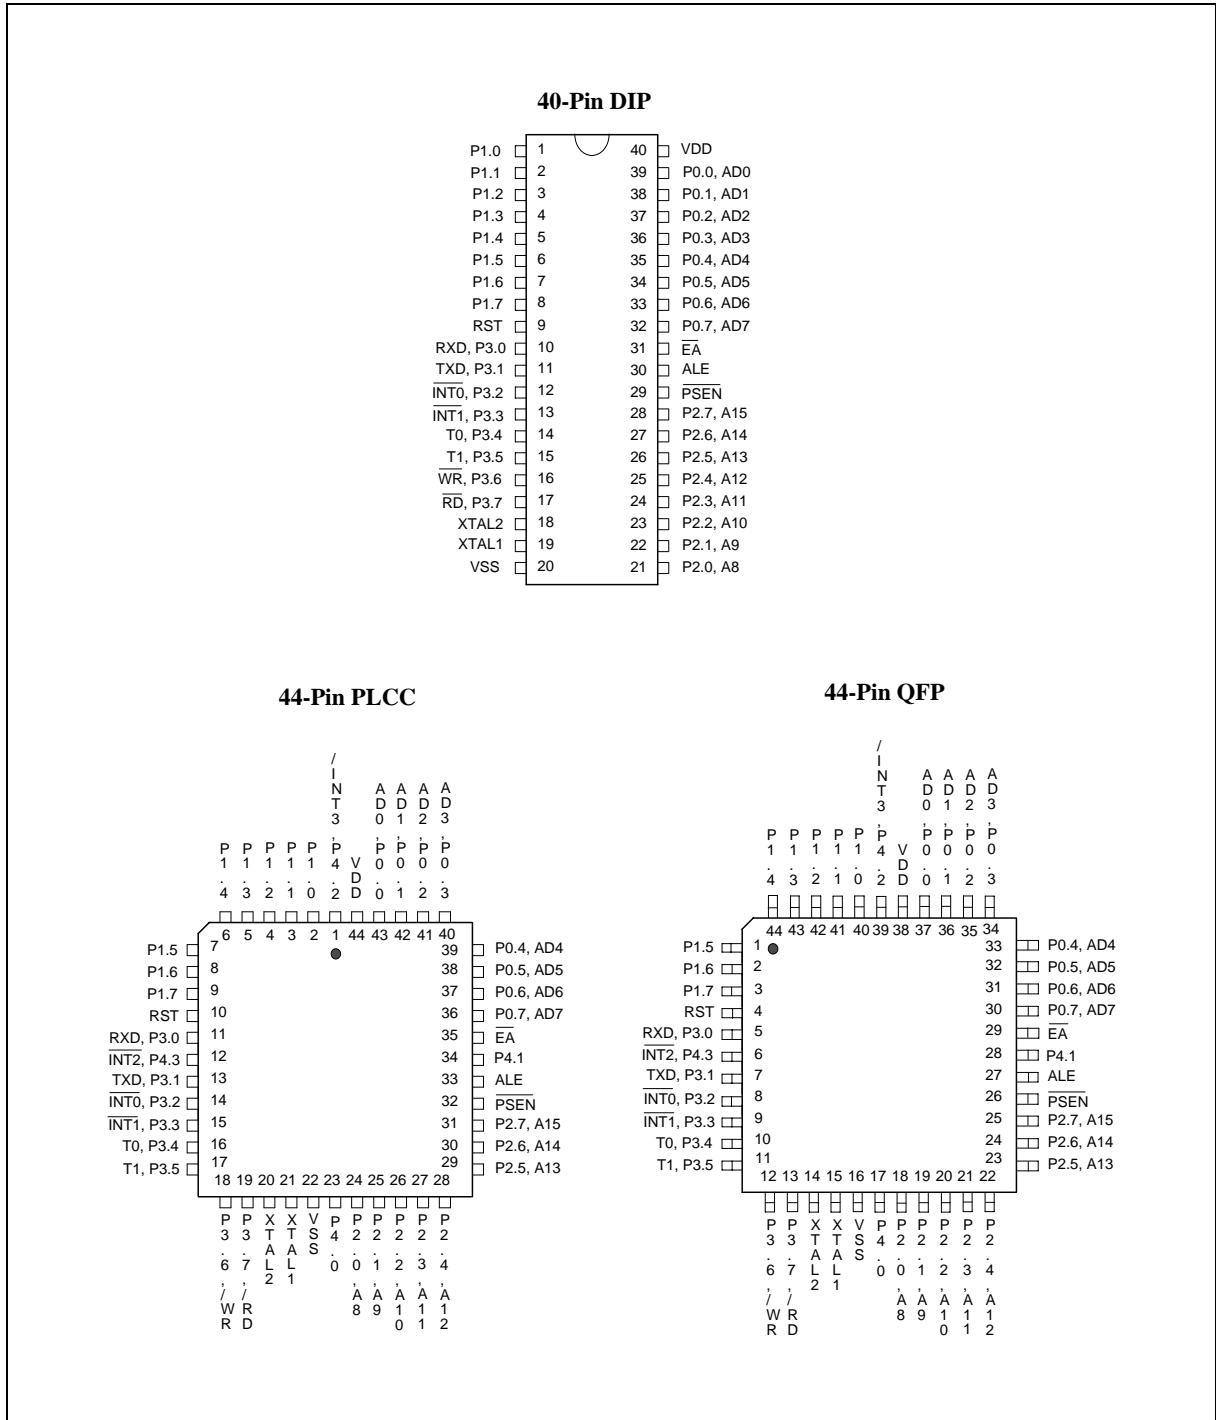 40-Pin DIP
P1.0 1 40 VDD
P1.1 2 39 P0.0, AD0
P1.2 3 38 P0.1, AD1
P1.3 4 37 P0.2, AD2
P1.4 5 36 P0.3, AD3
P1.5 6 35 P0.4, AD4
P1.6 7 34 P0.5, AD5
P1.7 8 33 P0.6, AD6
RST 9 32 P0.7, AD7
RXD, P3.0 10 31 EA
TXD, P3.1 11 30 ALE
INT0, P3.2 12 29 PSEN
INT1, P3.3 13 28 P2.7, A15
T0, P3.4 14 27 P2.6, A14
T1, P3.5 15 26 P2.5, A13
WR, P3.6 16 25 P2.4, A12
RD, P3.7 17 24 P2.3, A11
XTAL2 18 23 P2.2, A10
XTAL1 19 22 P2.1, A9
VSS 20 21 P2.0, A8
44-Pin PLCC
P1.4
P1.3
P1.2
P1.1
P1.0
/INT3,P4.2
VDD
AD0,P0.0
AD1,P0.1
AD2,P0.2
AD3,P0.3
6 5 4 3 2 1 44 43 42 41 40
P1.5 7 39 P0.4, AD4
P1.6 8 38 P0.5, AD5
P1.7 9 37 P0.6, AD6
RST 10 36 P0.7, AD7
RXD, P3.0 11 35 EA
INT2, P4.3 12 34 P4.1
TXD, P3.1 13 33 ALE
INT0, P3.2 14 32 PSEN
INT1, P3.3 15 31 P2.7, A15
T0, P3.4 16 30 P2.6, A14
T1, P3.5 17 29 P2.5, A13
18 19 20 21 22 23 24 25 26 27 28
P3.6,/WR
P3.7,/RD
XTAL2
XTAL1
VSS
P4.0
P2.0,A8
P2.1,A9
P2.2,A10
P2.3,A11
P2.4,A12
44-Pin QFP
P1.4
P1.3
P1.2
P1.1
P1.0
/INT3,P4.2
VDD
AD0,P0.0
AD1,P0.1
AD2,P0.2
AD3,P0.3
44 43 42 41 40 39 38 37 36 35 34
P1.5 1 33 P0.4, AD4
P1.6 2 32 P0.5, AD5
P1.7 3 31 P0.6, AD6
RST 4 30 P0.7, AD7
RXD, P3.0 5 29 EA
INT2, P4.3 6 28 P4.1
TXD, P3.1 7 27 ALE
INT0, P3.2 8 26 PSEN
INT1, P3.3 9 25 P2.7, A15
T0, P3.4 10 24 P2.6, A14
T1, P3.5 11 23 P2.5, A13
12 13 14 15 16 17 18 19 20 21 22
P3.6,/WR
P3.7,/RD
XTAL2
XTAL1
VSS
P4.0
P2.0,A8
P2.1,A9
P2.2,A10
P2.3,A11
P2.4,A12